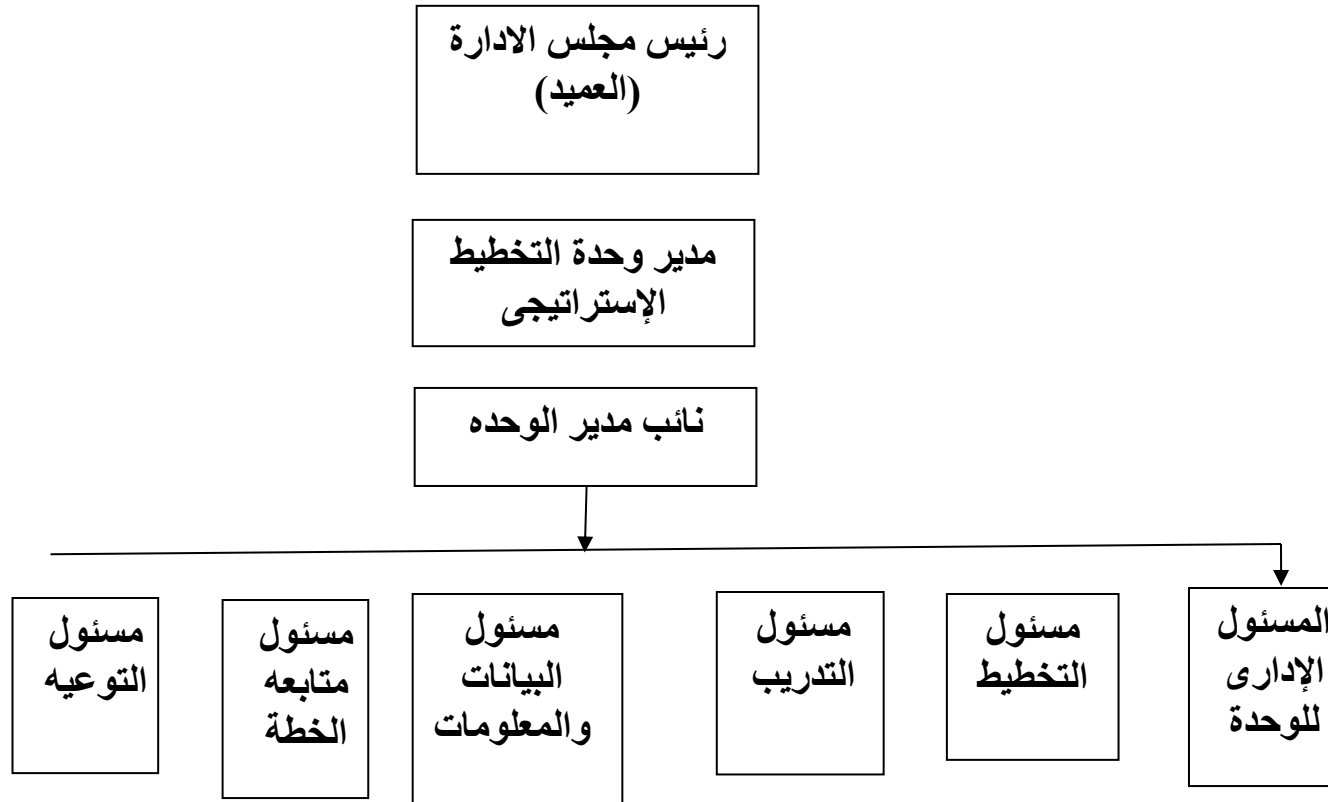 رئيس مجلس الادارة
(العميد)
مدير وحدة التخطيط
الإستراتيجى
نائب مدير الوحده
المسئول
الإدارى
للوحدة
مسئول
التخطيط
مسئول
التدريب
مسئول
البيانات
والمعلومات
مسئول
متابعه
الخطة
مسئول
التوعيه